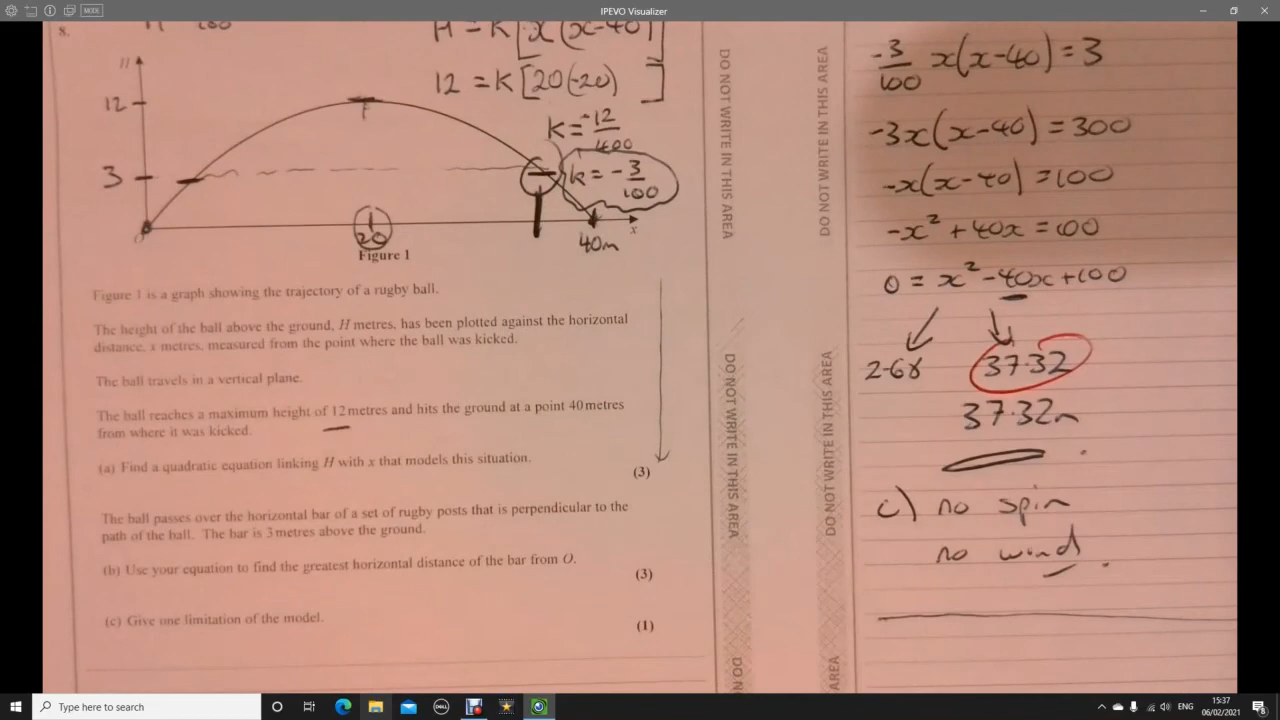 IPEVO Visualizer
MODE
8.
H = K[x(x-40)]
12 = K[20(-20)]
k = -12/400
k = -3/100
H
12
3
0
20
40m
x
Figure 1
Figure 1 is a graph showing the trajectory of a rugby ball.
The height of the ball above the ground, H metres, has been plotted against the horizontal
distance, x metres, measured from the point where the ball was kicked.
The ball travels in a vertical plane.
The ball reaches a maximum height of 12 metres and hits the ground at a point 40 metres
from where it was kicked.
(a) Find a quadratic equation linking H with x that models this situation.
(3)
The ball passes over the horizontal bar of a set of rugby posts that is perpendicular to the
path of the ball. The bar is 3 metres above the ground.
(b) Use your equation to find the greatest horizontal distance of the bar from O.
(3)
(c) Give one limitation of the model.
(1)
DO NOT WRITE IN THIS AREA
DO NOT WRITE IN THIS AREA
DO N
DO NOT WRITE IN THIS AREA
DO NOT WRITE IN THIS AREA
AREA
-3/100 x(x-40) = 3
-3x(x-40) = 300
-x(x-40) = 100
-x² + 40x = 100
0 = x² - 40x + 100
2.68 37.32
37.32m
c) no spin
no wind.
Type here to search
DELL
ENG
15:37
06/02/2021
8